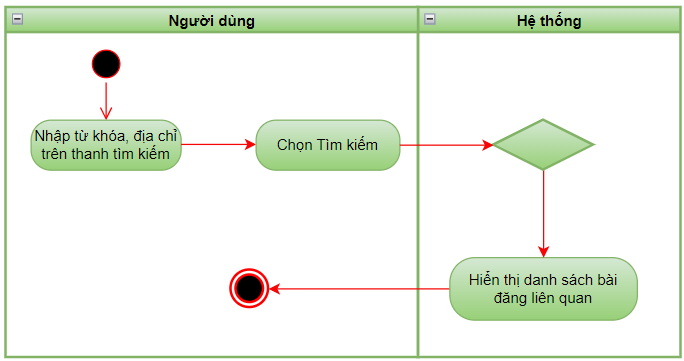 Người dùng
Hệ thống
Nhập từ khóa, địa chỉ
trên thanh tìm kiếm
Chọn Tìm kiếm
Hiển thị danh sách bài
đăng liên quan